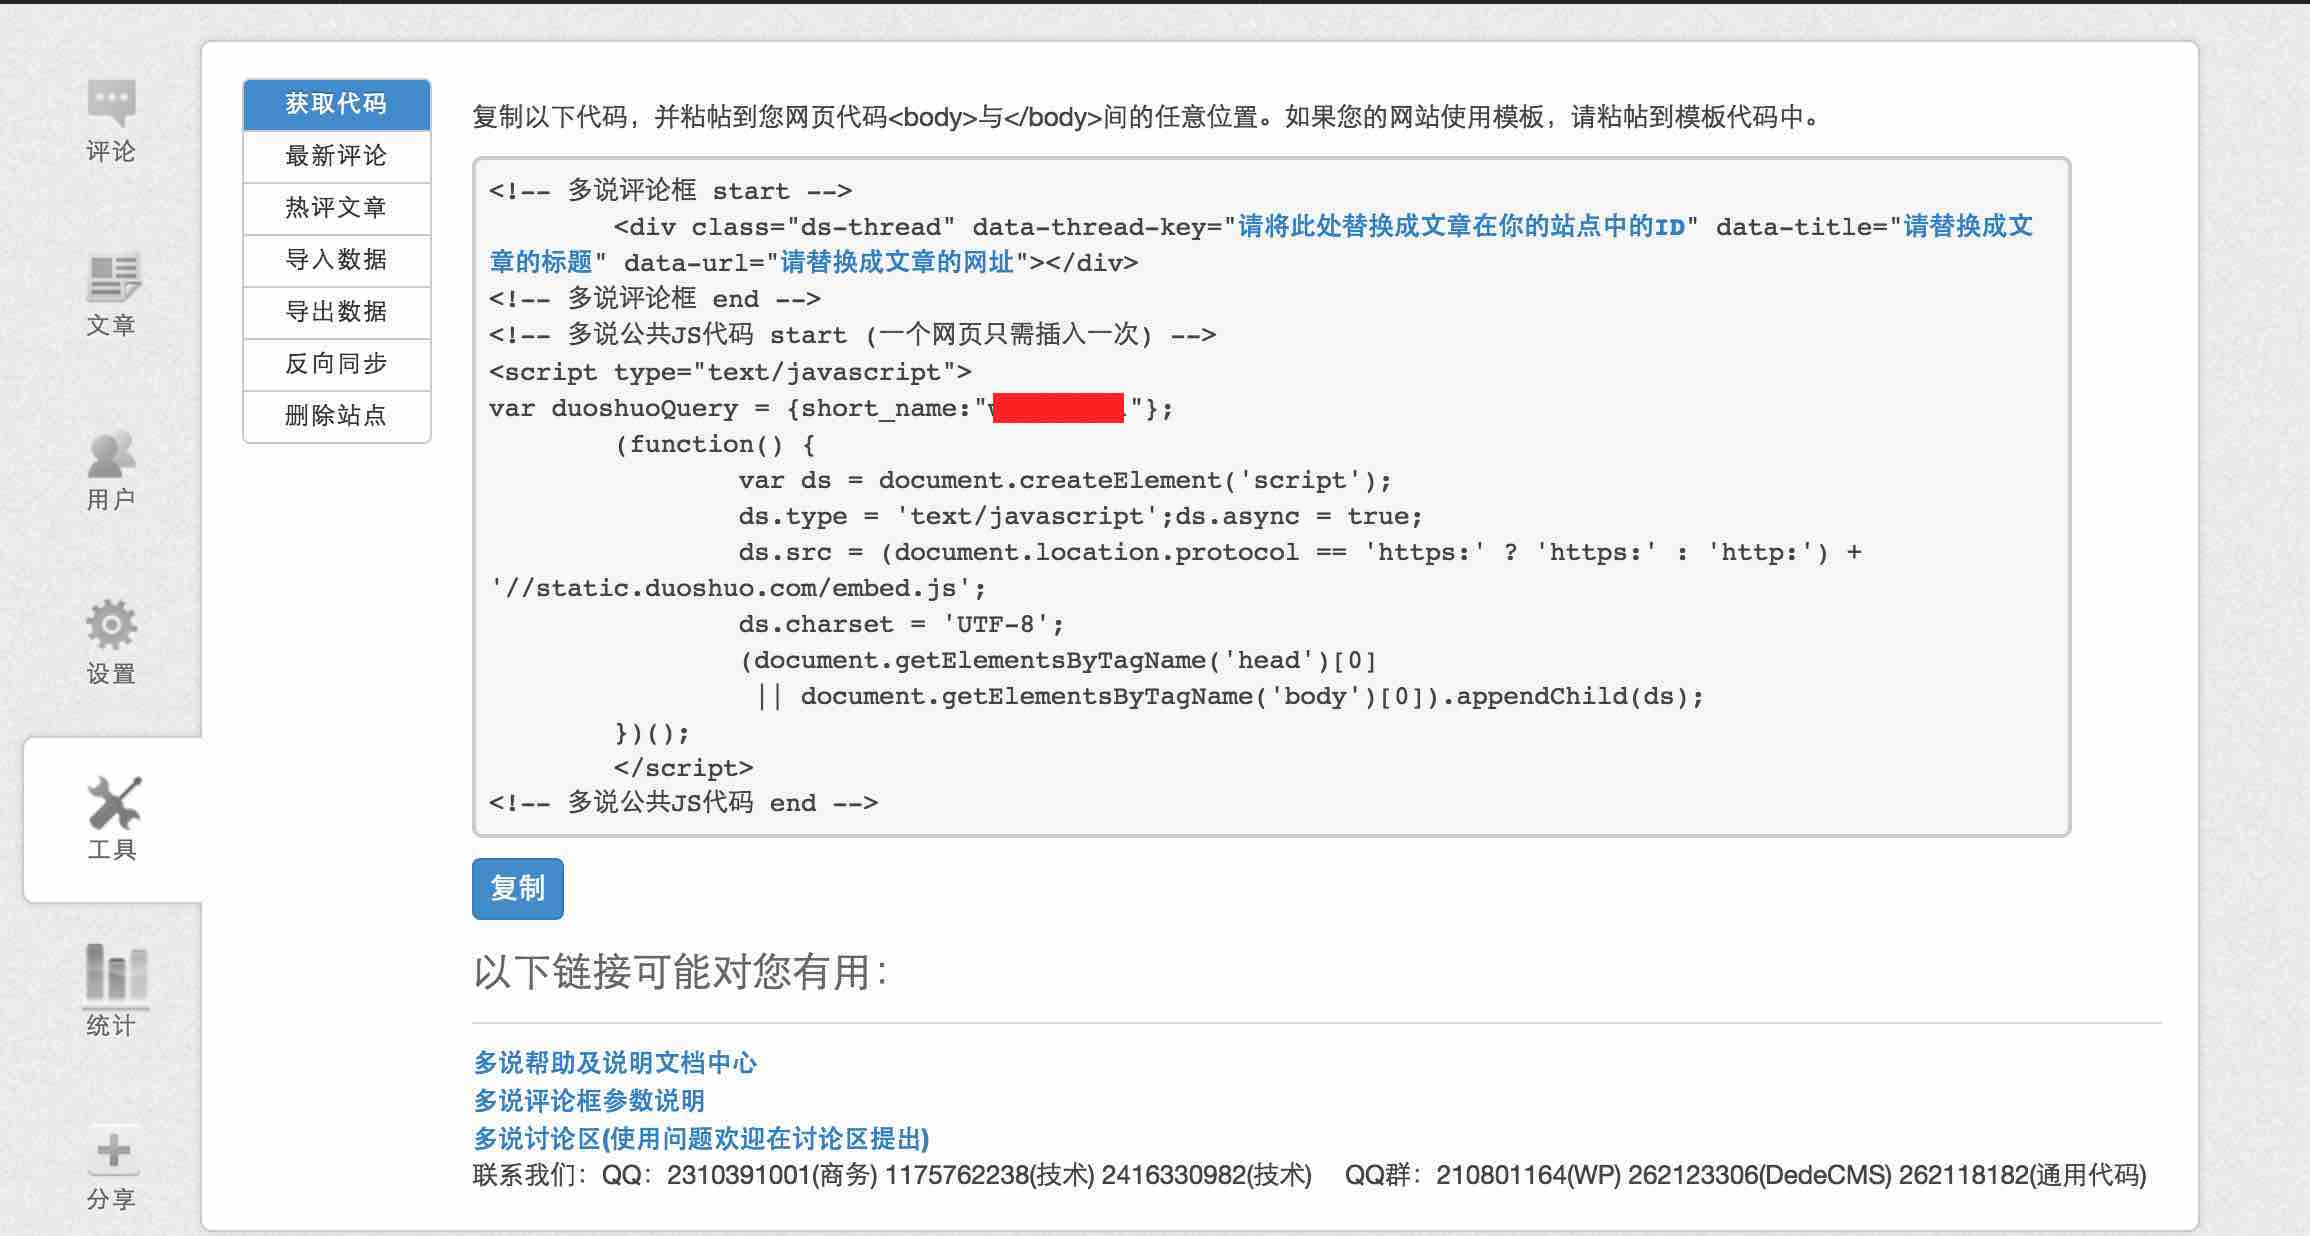 评论
文章
用户
设置
工具
统计
分享
获取代码
最新评论
热评文章
导入数据
导出数据
反向同步
删除站点
复制以下代码，并粘帖到您网页代码<body>与</body>间的任意位置。如果您的网站使用模板，请粘帖到模板代码中。
<!-- 多说评论框 start -->
<div class="ds-thread" data-thread-key="请将此处替换成文章在你的站点中的ID" data-title="请替换成文
章的标题" data-url="请替换成文章的网址"></div>
<!-- 多说评论框 end -->
<!-- 多说公共JS代码 start (一个网页只需插入一次) -->
<script type="text/javascript">
var duoshuoQuery = {short_name:" "};
(function() {
var ds = document.createElement('script');
ds.type = 'text/javascript';ds.async = true;
ds.src = (document.location.protocol == 'https:' ? 'https:' : 'http:') +
'//static.duoshuo.com/embed.js';
ds.charset = 'UTF-8';
(document.getElementsByTagName('head')[0]
|| document.getElementsByTagName('body')[0]).appendChild(ds);
})();
</script>
<!-- 多说公共JS代码 end -->
复制
以下链接可能对您有用：
多说帮助及说明文档中心
多说评论框参数说明
多说讨论区(使用问题欢迎在讨论区提出)
联系我们：QQ：2310391001(商务) 1175762238(技术) 2416330982(技术) QQ群：210801164(WP) 262123306(DedeCMS) 262118182(通用代码)